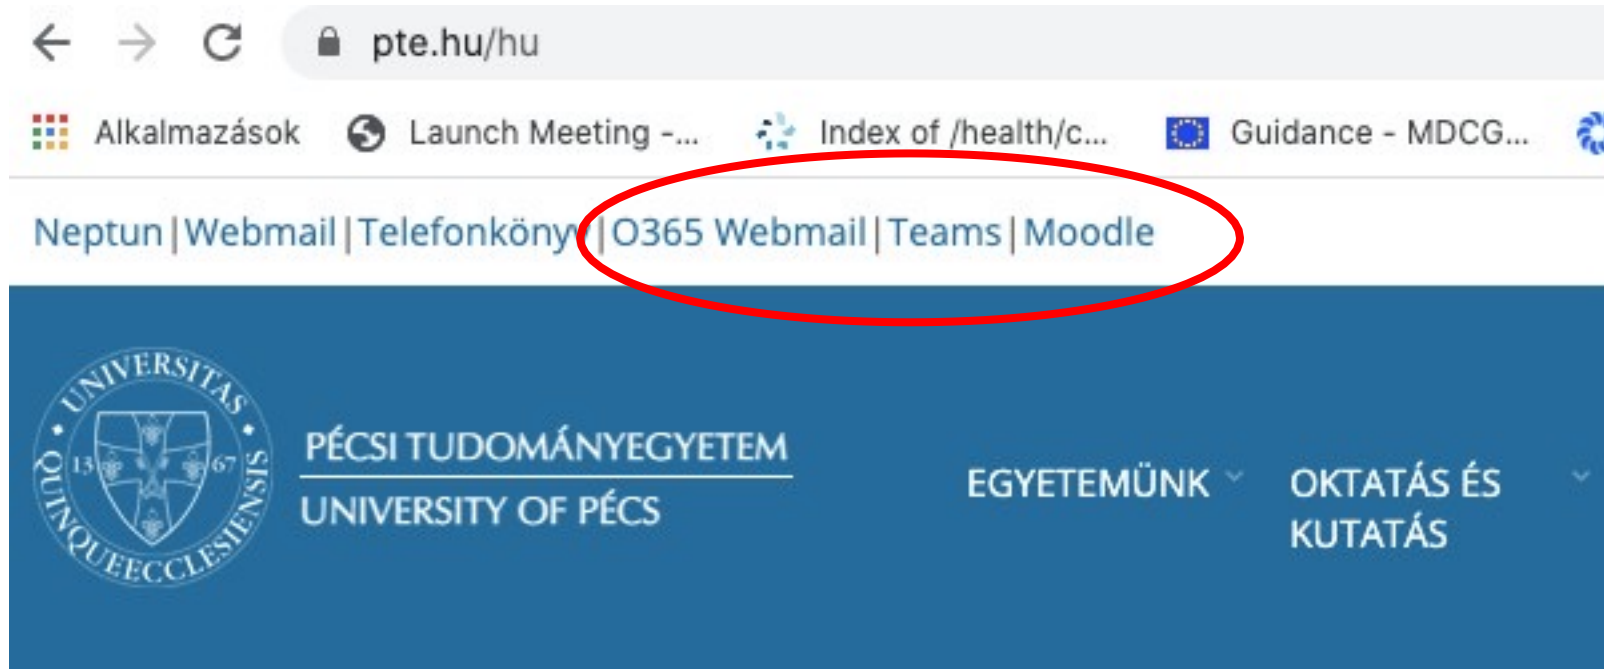 pte.hu/hu
Alkalmazások Launch Meeting -... Index of /health/c... Guidance - MDCG...
Neptun|Webmail|Telefonkönyv|O365 Webmail|Teams|Moodle
UNIVERSITAS QUINQUEECCLESIENSIS
13 67
PÉCSI TUDOMÁNYEGYETEM
UNIVERSITY OF PÉCS
EGYETEMÜNK
OKTATÁS ÉS
KUTATÁS